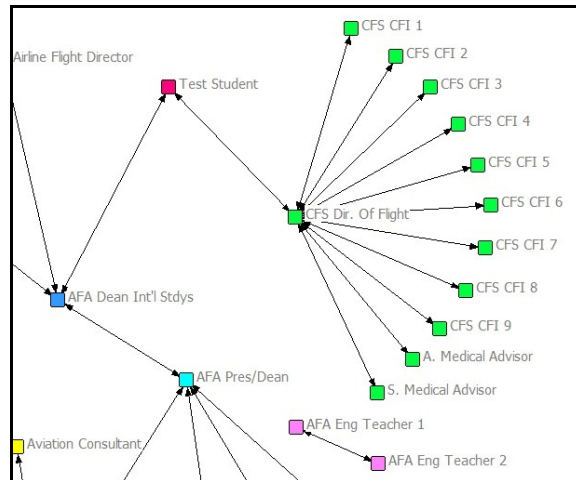 CFS CFI 1
Airline Flight Director
CFS CFI 2
Test Student
CFS CFI 3
CFS CFI 4
CFS CFI 5
CFS CFI 6
CFS Dir. Of Flight
CFS CFI 7
CFS CFI 8
AFA Dean Int'l Stdys
CFS CFI 9
A. Medical Advisor
AFA Pres/Dean
S. Medical Advisor
AFA Eng Teacher 1
Aviation Consultant
AFA Eng Teacher 2